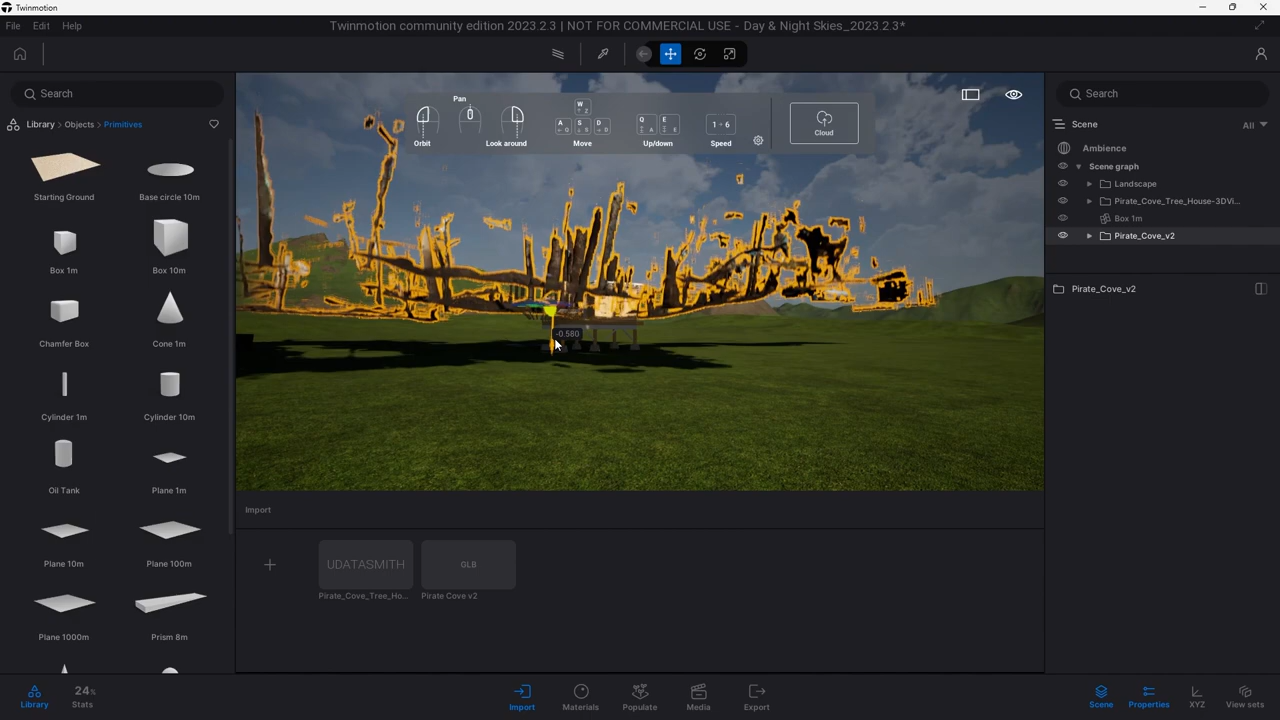 Twinmotion
File Edit Help
Twinmotion community edition 2023.2.3 | NOT FOR COMMERCIAL USE - Day & Night Skies_2023.2.3*
Search
Library > Objects > Primitives
Starting Ground
Base circle 10m
Box 1m
Box 10m
Chamfer Box
Cone 1m
Cylinder 1m
Cylinder 10m
Oil Tank
Plane 1m
Plane 10m
Plane 100m
Plane 1000m
Prism 8m
Pan
Orbit
Look around
Move
Up/down
1 ÷ 6
Speed
Cloud
-0.580
Import
UDATASMITH
Pirate_Cove_Tree_Ho...
GLB
Pirate Cove v2
Search
Scene
All
Ambience
Scene graph
Landscape
Pirate_Cove_Tree_House-3DVi...
Box 1m
Pirate_Cove_v2
Pirate_Cove_v2
Library
24%
Stats
Import
Materials
Populate
Media
Export
Scene
Properties
XYZ
View sets